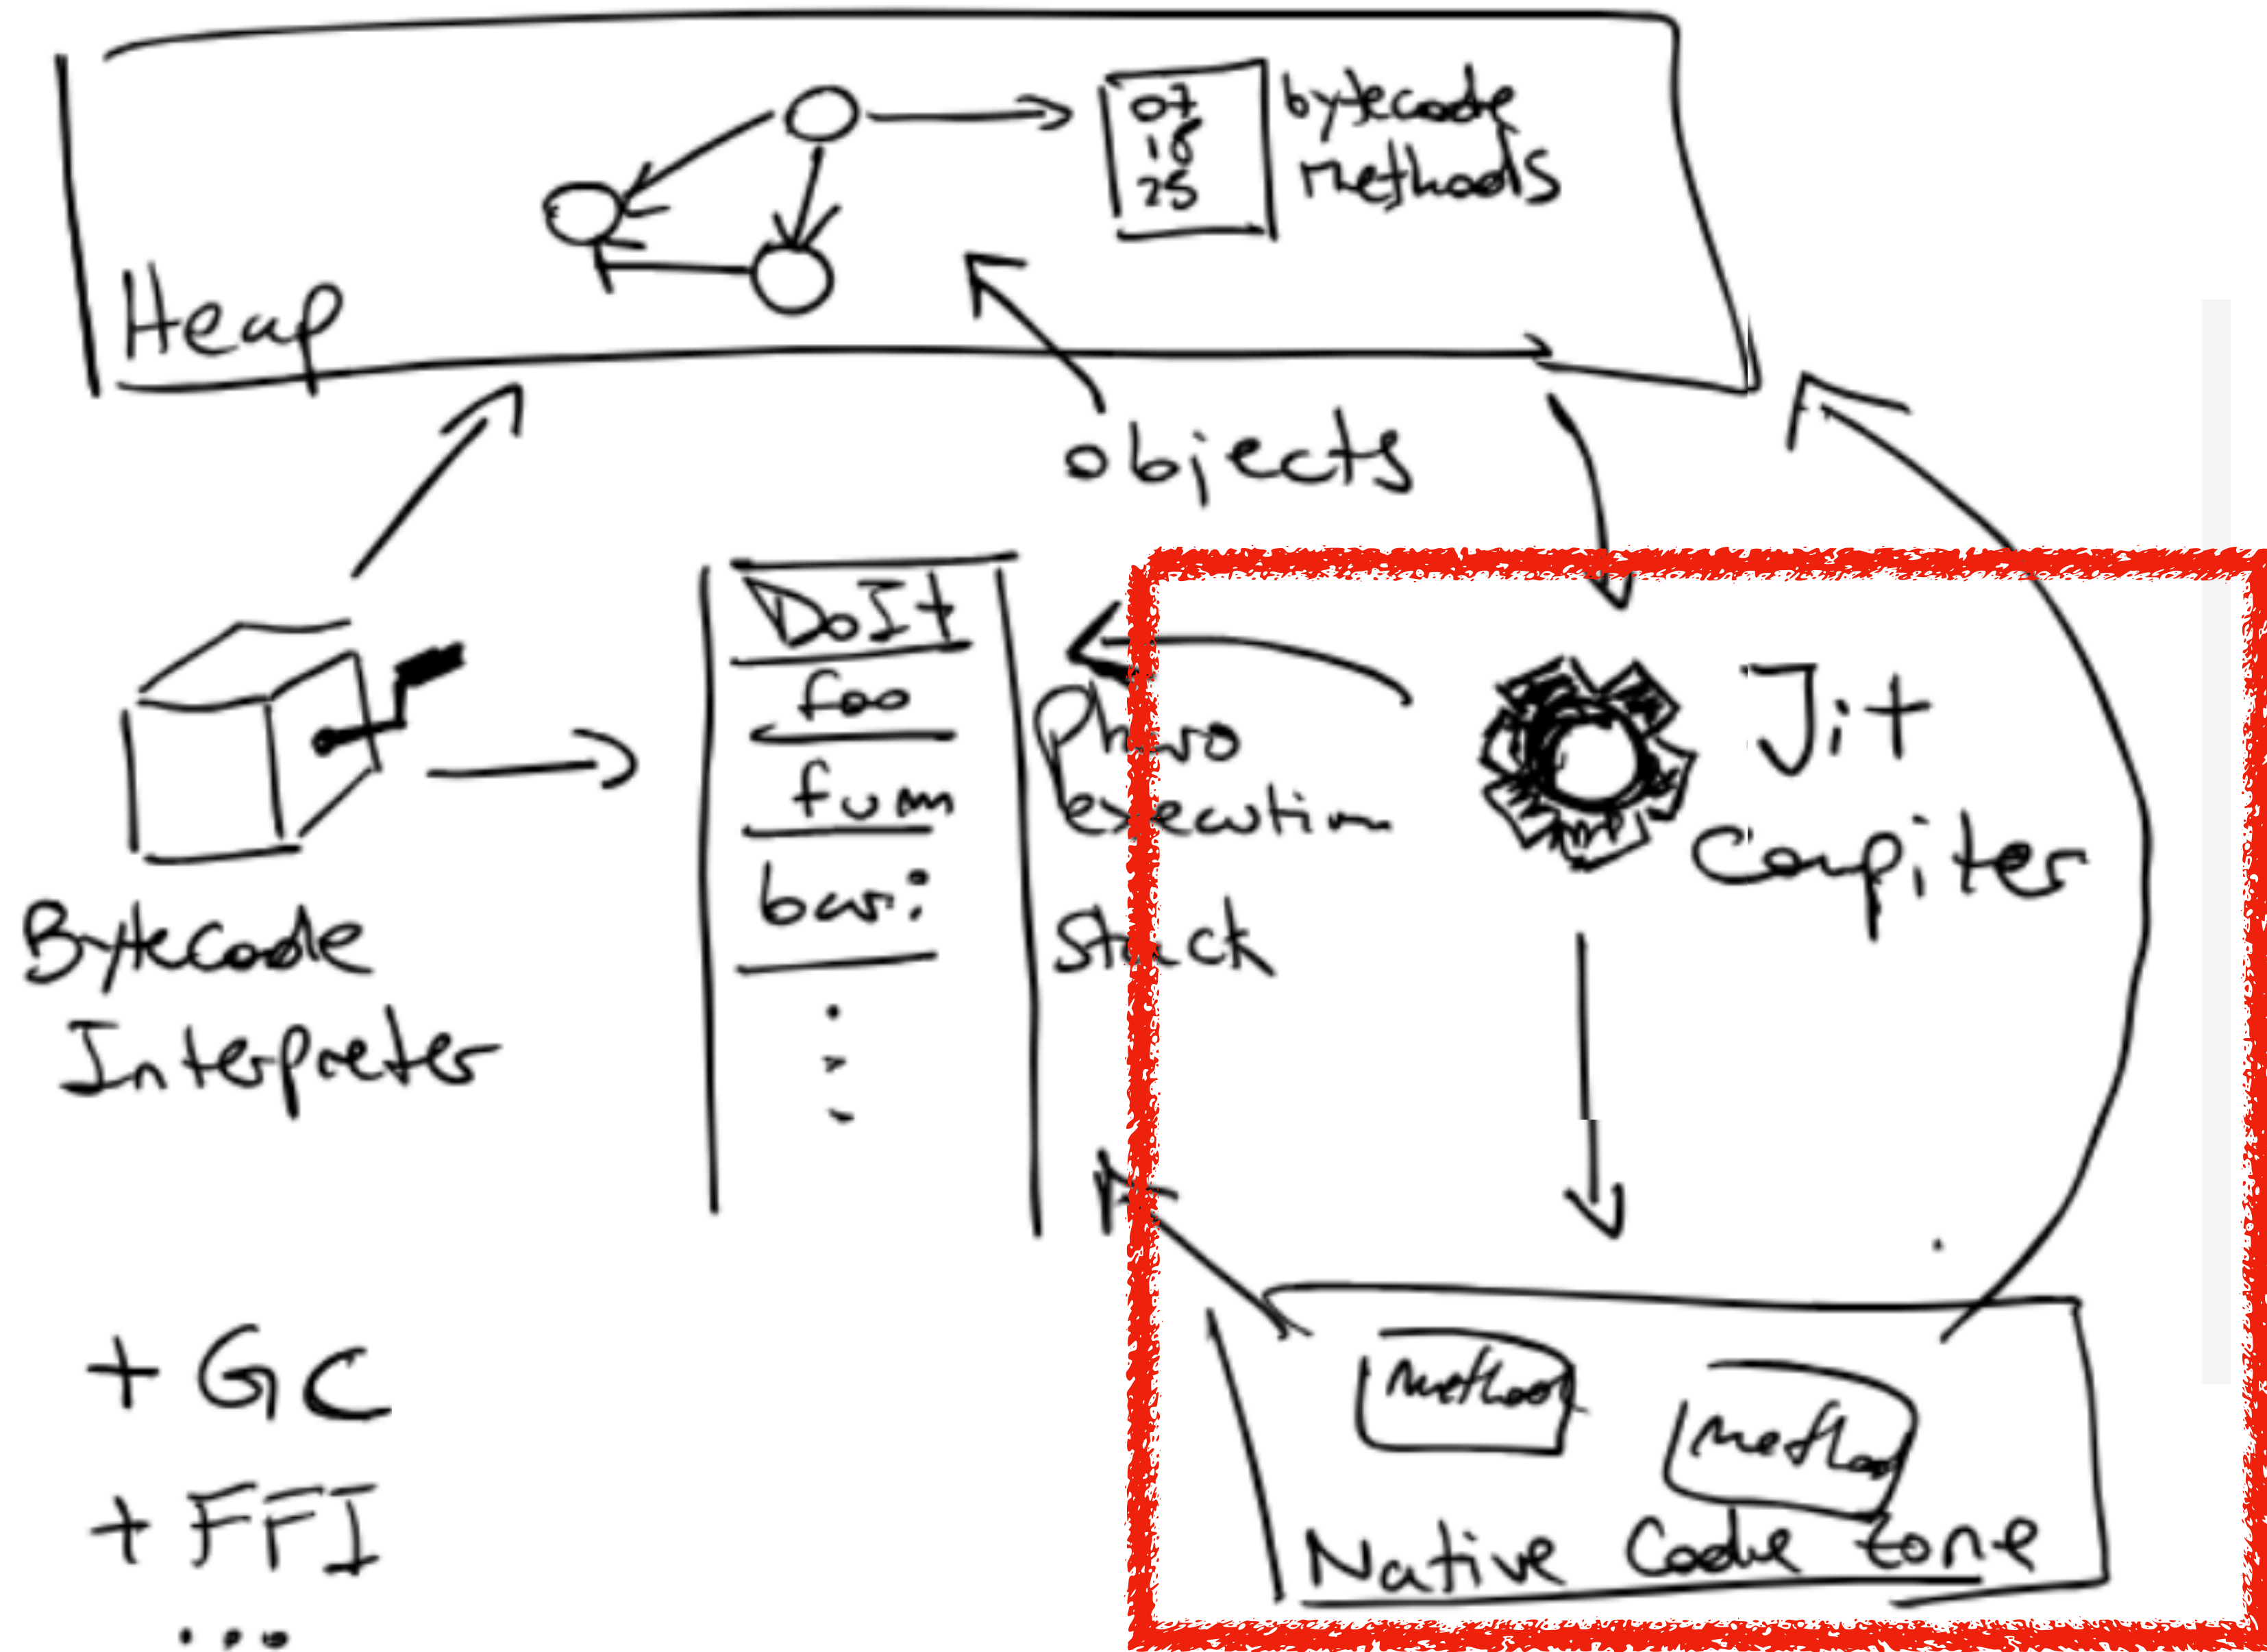 07
18
25
bytecode
methods
Heap
objects
DoIt
foo
fum
bar:
Pharo
execution
stack
Jit
Compiler
Bytecode
Interpreter
+ GC
+ FFI
...
method
method
Native Code zone